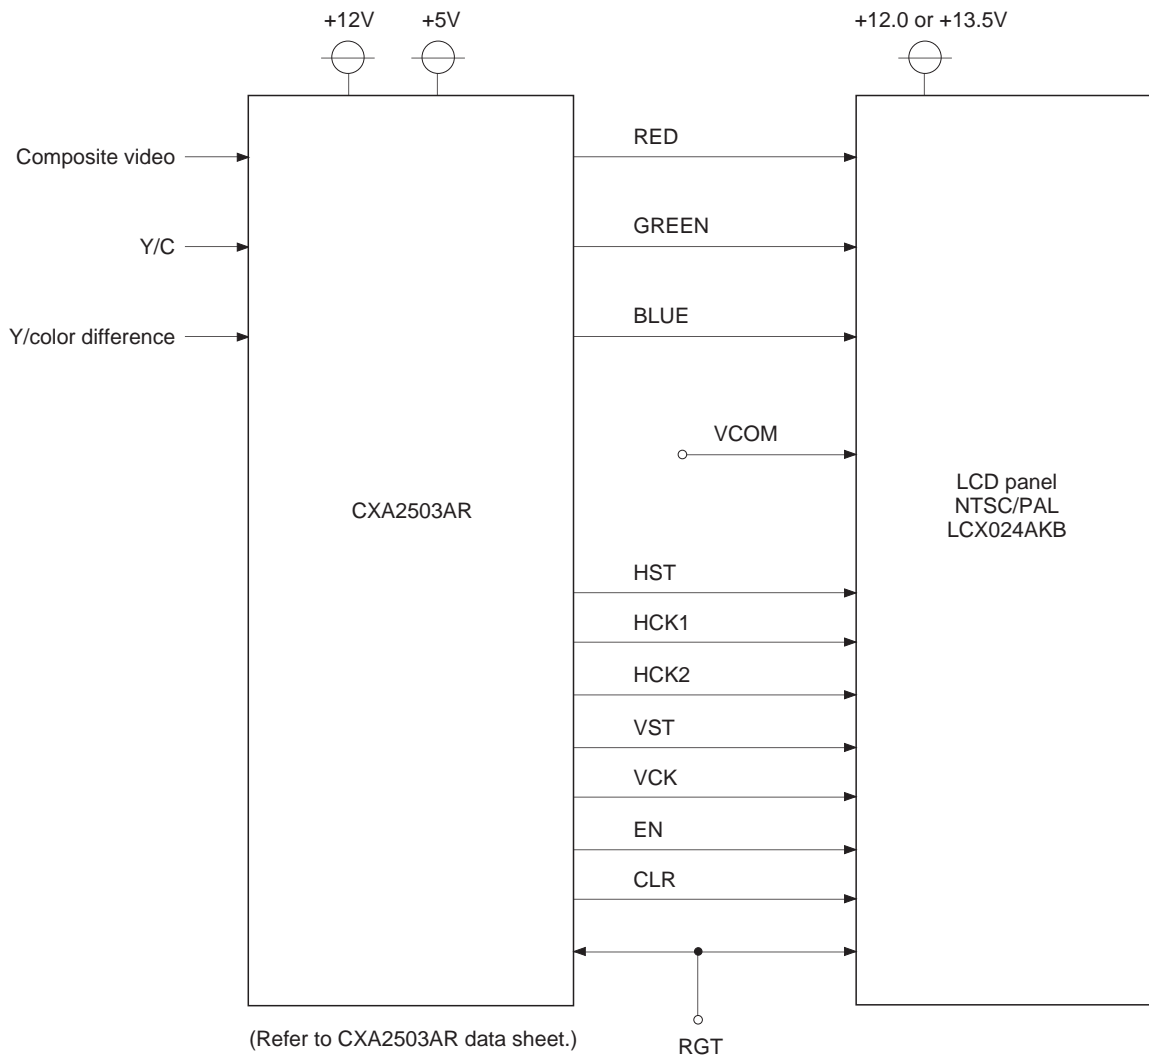 +12V
+5V
+12.0 or +13.5V
Composite video
RED
Y/C
GREEN
Y/color difference
BLUE
VCOM
CXA2503AR
LCD panel
NTSC/PAL
LCX024AKB
HST
HCK1
HCK2
VST
VCK
EN
CLR
(Refer to CXA2503AR data sheet.)
RGT